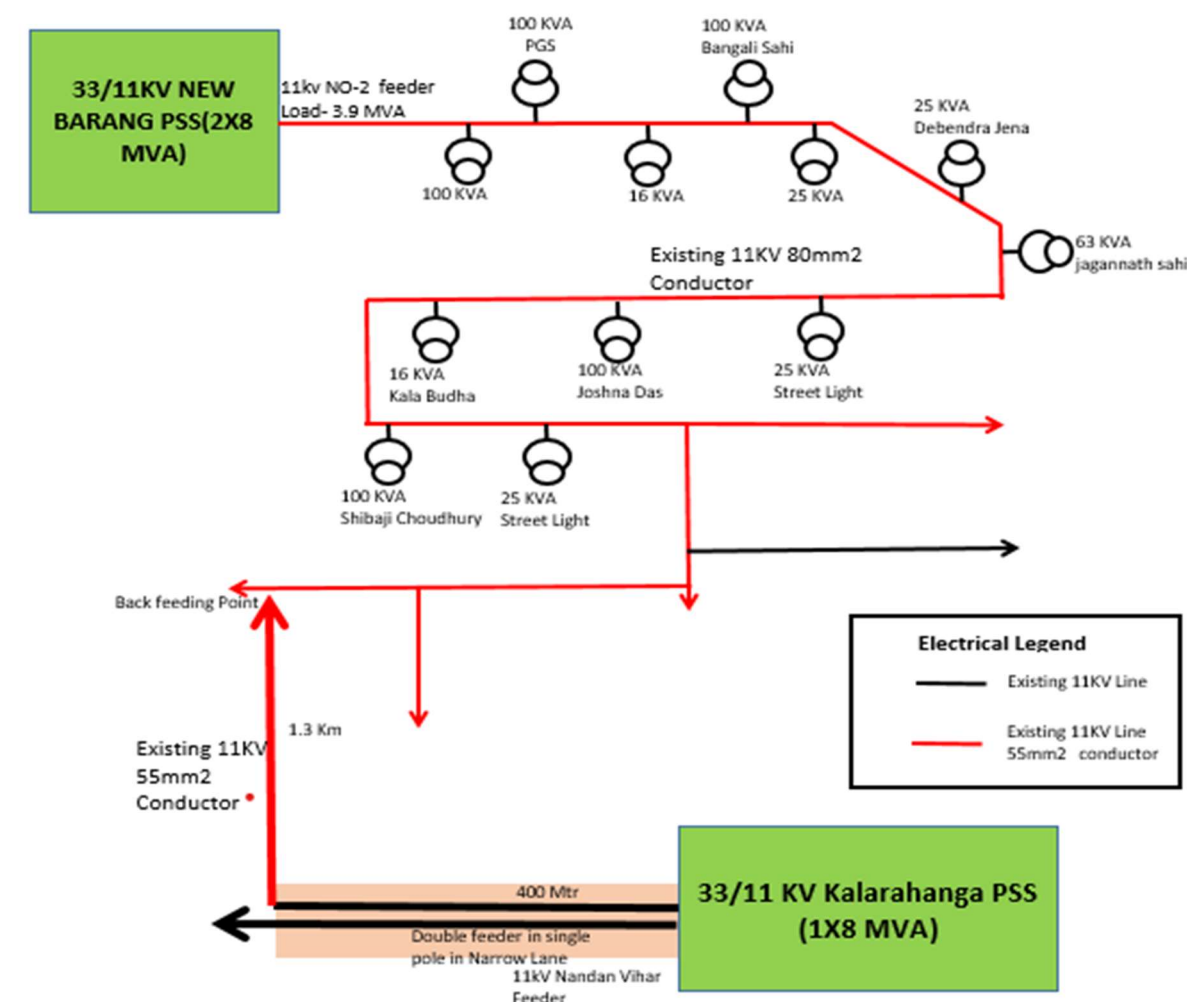 100 KVA
PGS
100 KVA
Bangali Sahi
33/11KV NEW
BARANG PSS(2X8
MVA)
11kv NO-2 feeder
Load- 3.9 MVA
25 KVA
Debendra Jena
100 KVA
16 KVA
25 KVA
63 KVA
jagannath sahi
Existing 11KV 80mm2
Conductor
16 KVA
Kala Budha
100 KVA
Joshna Das
25 KVA
Street Light
100 KVA
Shibaji Choudhury
25 KVA
Street Light
Back feeding Point
Electrical Legend
Existing 11KV Line
Existing 11KV Line
55mm2 conductor
1.3 Km
Existing 11KV
55mm2
Conductor
400 Mtr
Double feeder in single
pole in Narrow Lane
11kV Nandan Vihar
Feeder
33/11 KV Kalarahanga PSS
(1X8 MVA)